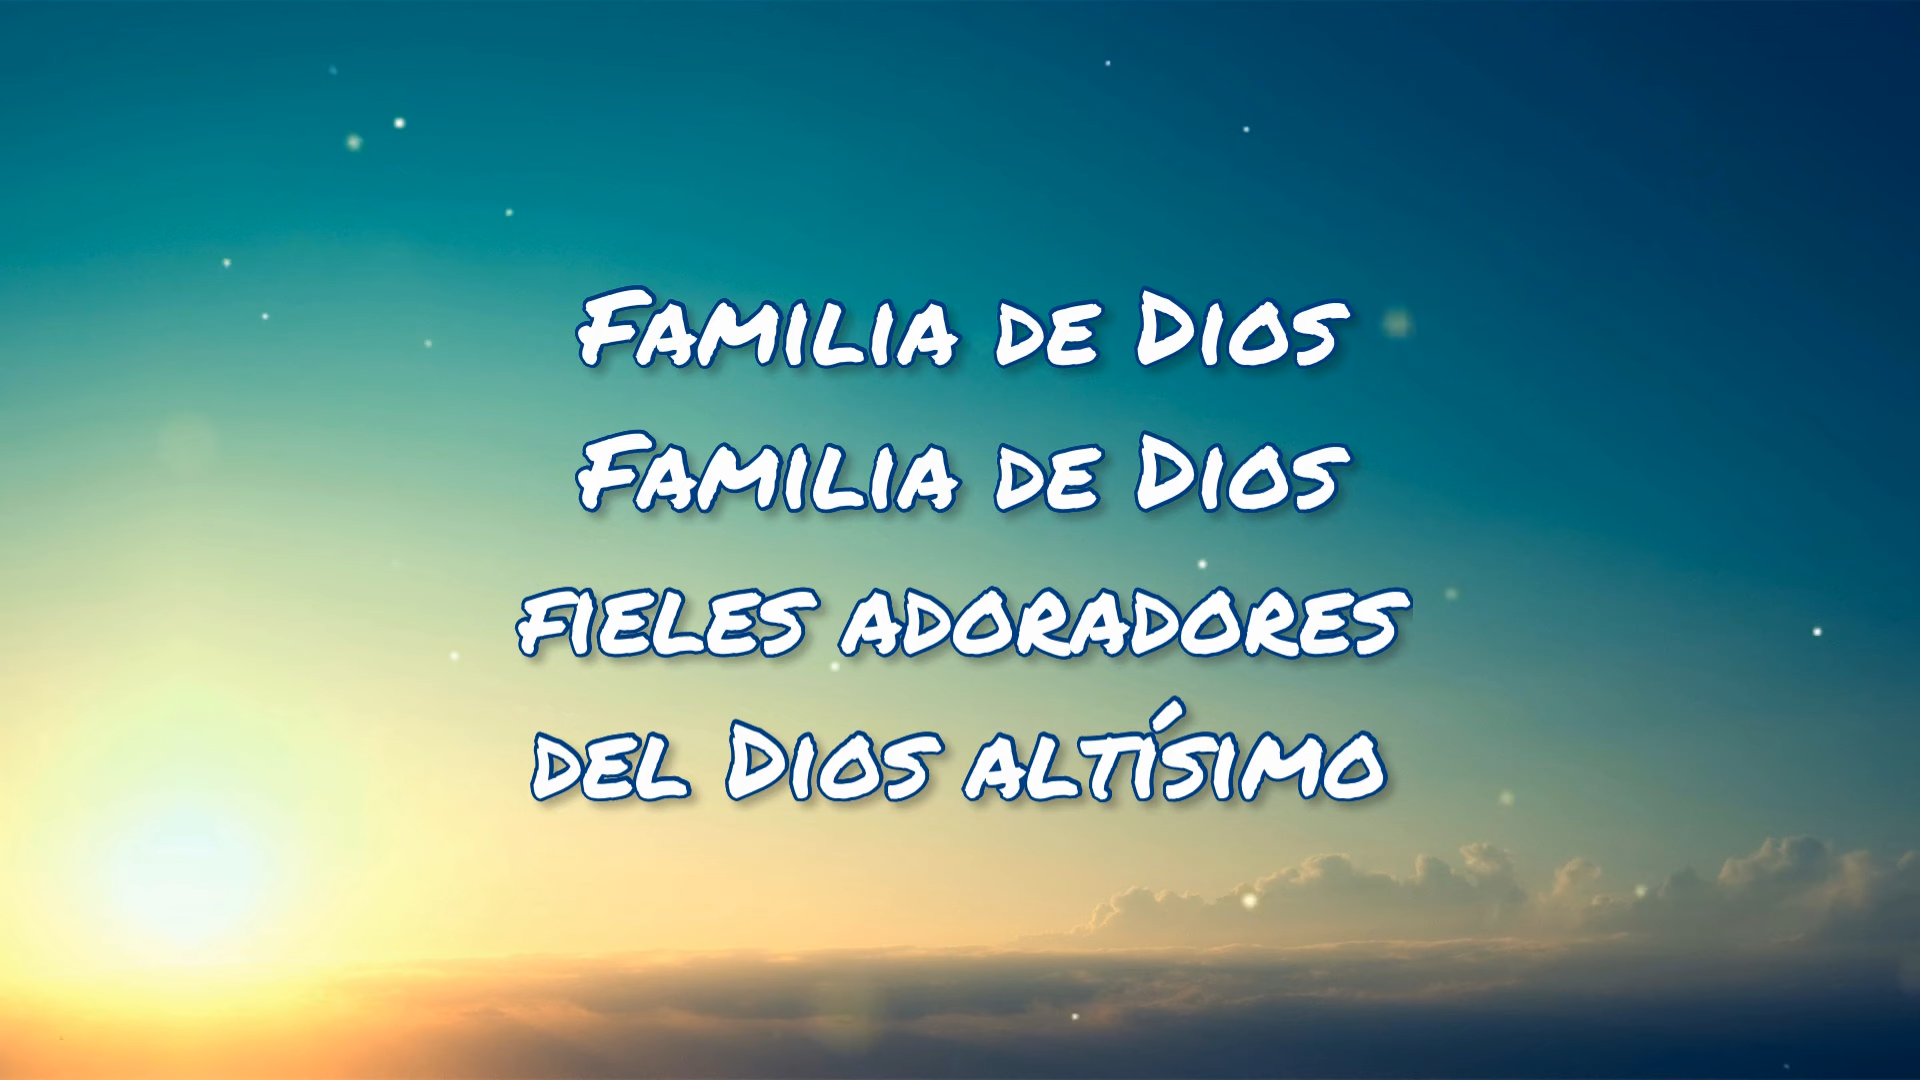 Familia de Dios
Familia de Dios
fieles adoradores
del Dios altísimo